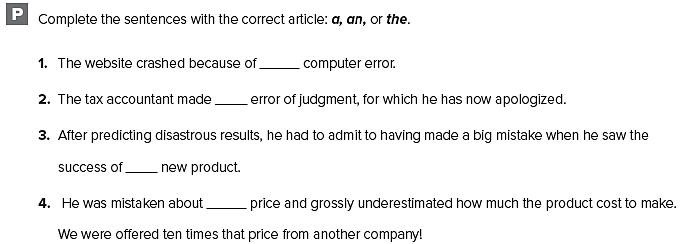 P Complete the sentences with the correct article: a, an, or the.
1. The website crashed because of _____ computer error.
2. The tax accountant made ____ error of judgment, for which he has now apologized.
3. After predicting disastrous results, he had to admit to having made a big mistake when he saw the
success of ____ new product.
4. He was mistaken about _____ price and grossly underestimated how much the product cost to make.
We were offered ten times that price from another company!